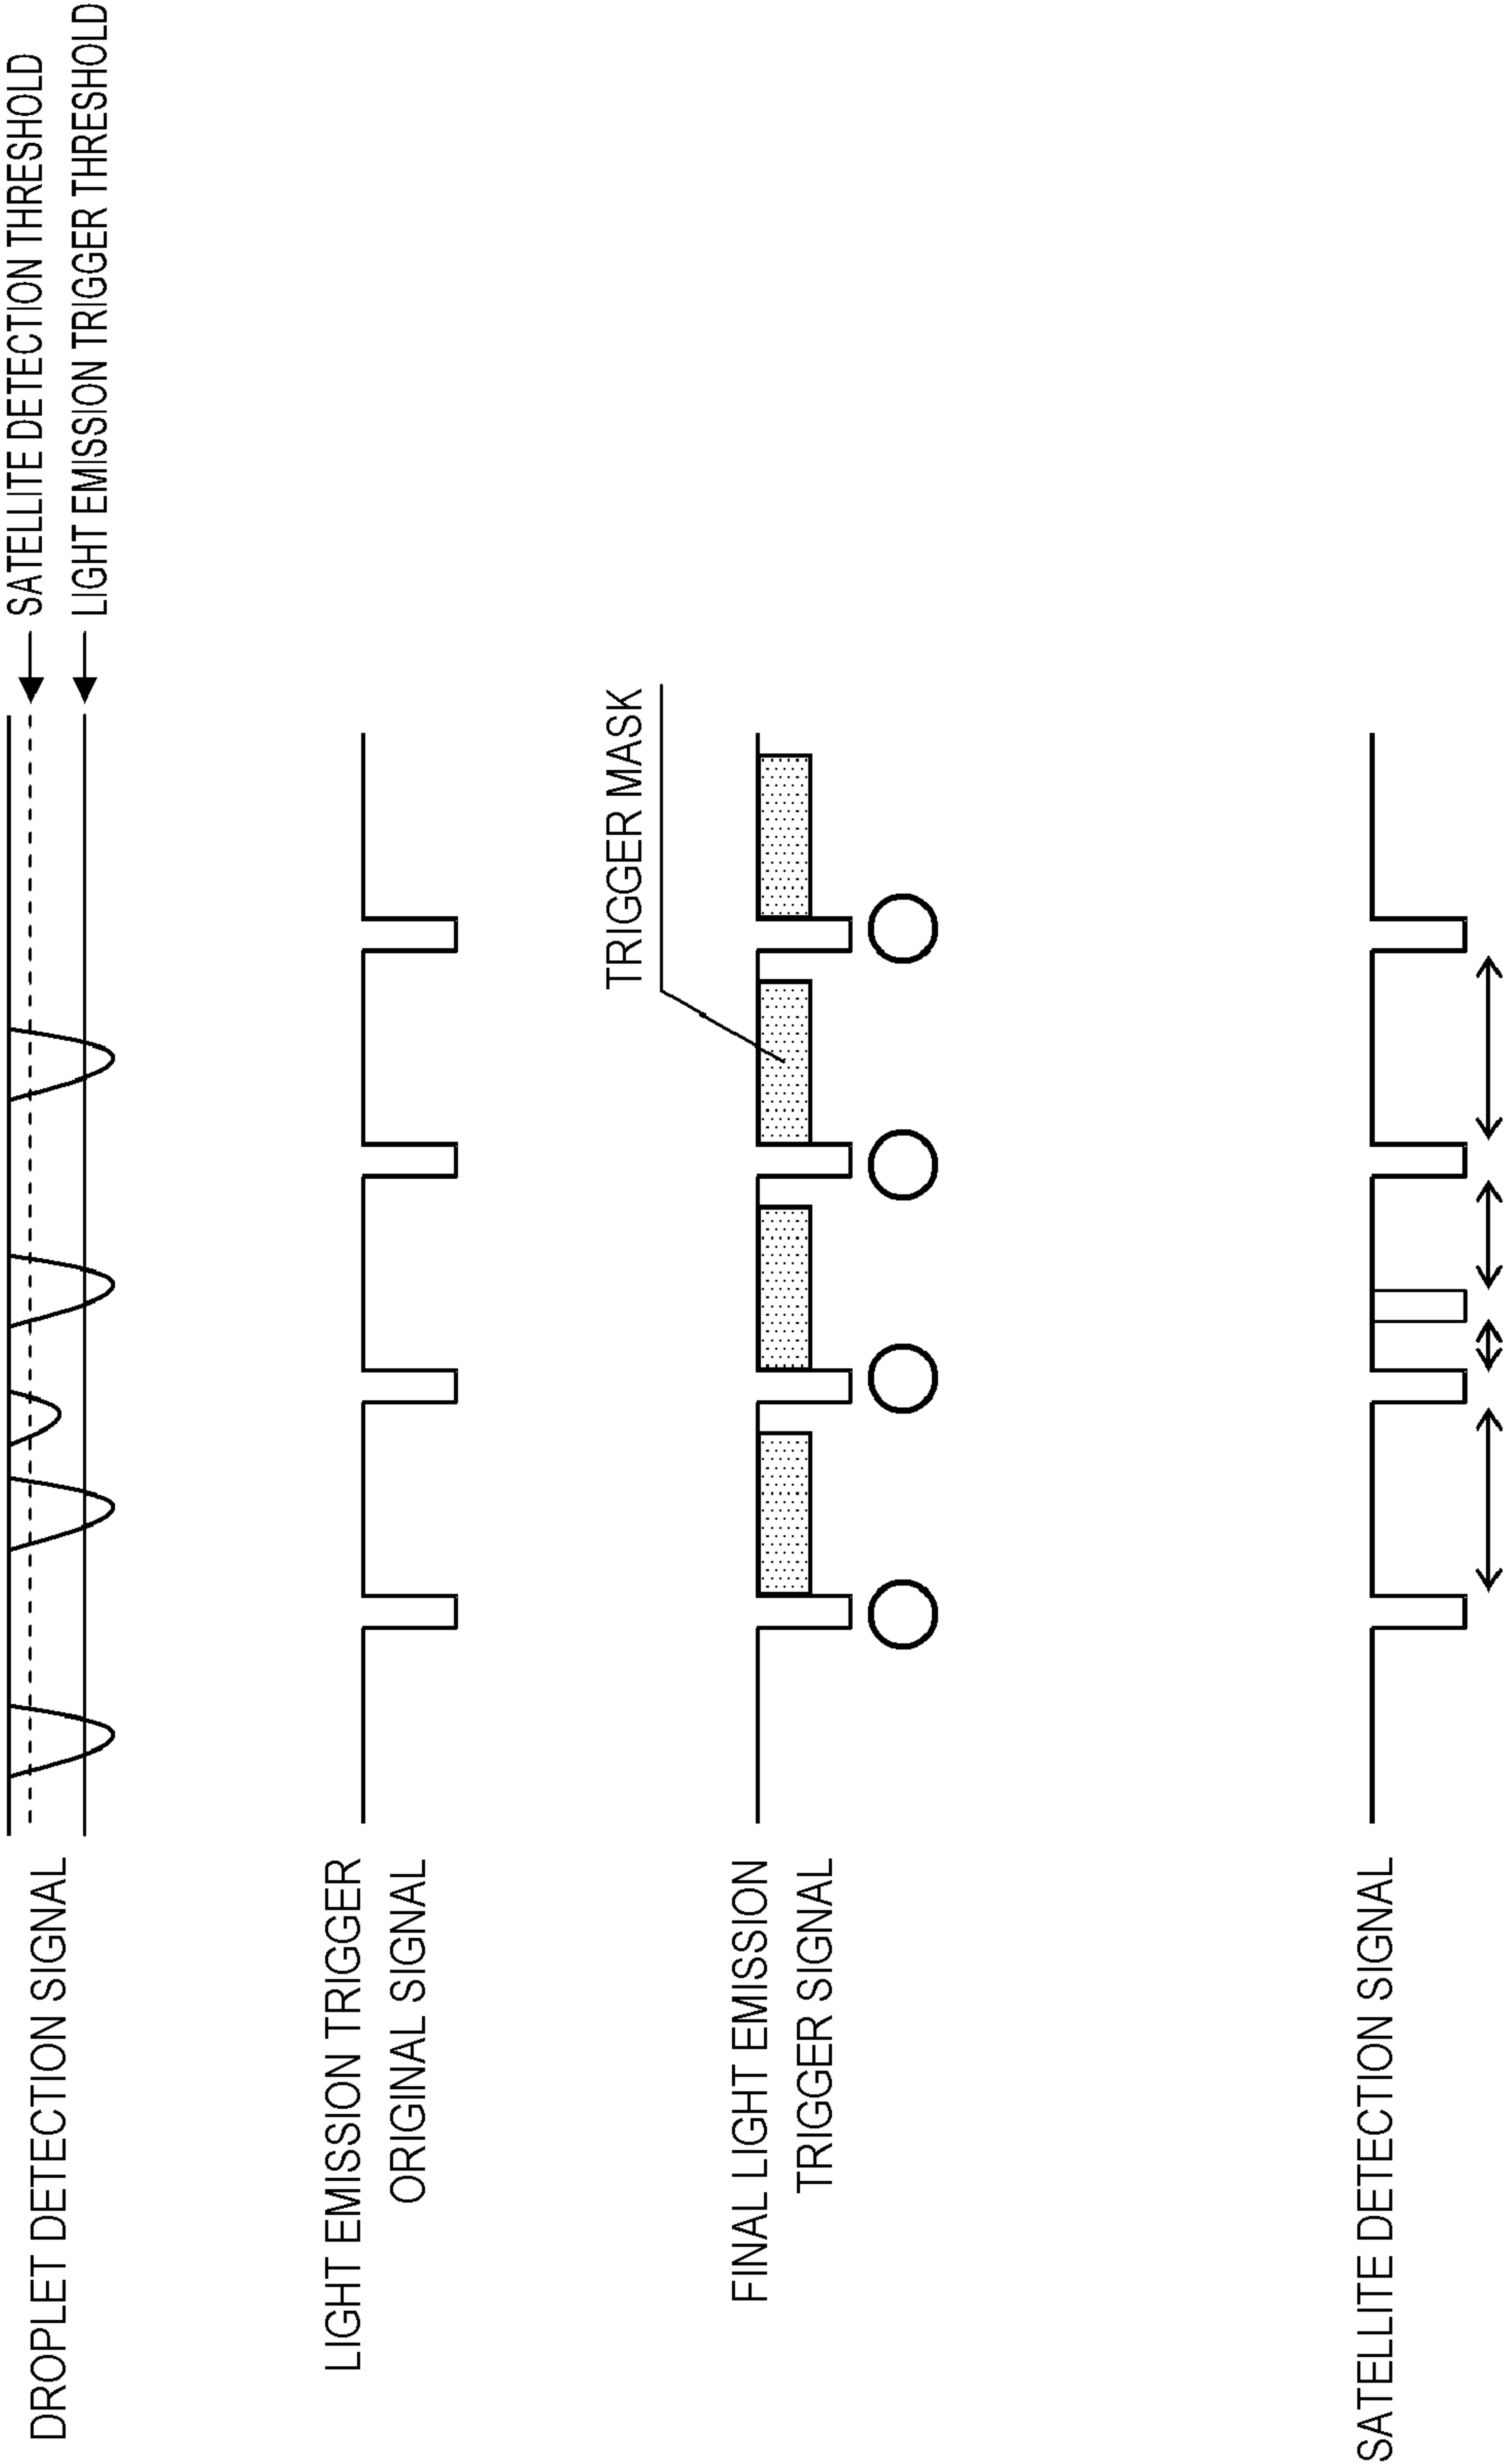 SATELLITE DETECTION THRESHOLD
LIGHT EMISSION TRIGGER THRESHOLD
DROPLET DETECTION SIGNAL
LIGHT EMISSION TRIGGER
ORIGINAL SIGNAL
TRIGGER MASK
FINAL LIGHT EMISSION
TRIGGER SIGNAL
SATELLITE DETECTION SIGNAL